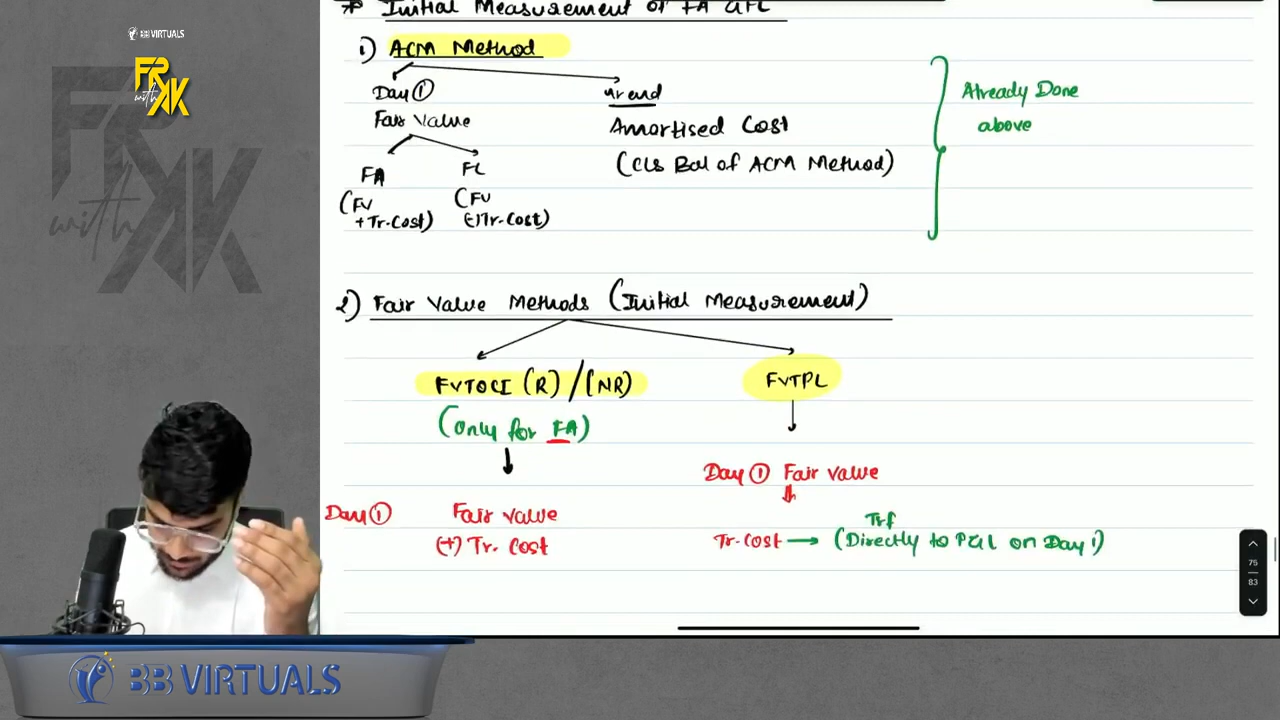 * Initial Measurement of FA & FL
BB VIRTUALS
FR
with
AK
1) ACM Method
Day ①
Fair Value
FA
(FV
+Tr.Cost)
FL
(FV
(-)Tr.Cost)
Yr end
Amortised Cost
(Cls Bal of ACM Method)
Already Done
above
2) Fair Value Methods (Initial Measurement)
FVTOCI (R) / (NR)
(Only for FA)
Day ①
Fair value
(+) Tr. Cost
FVTPL
Day ① Fair value
Tr.Cost → (Directly to P&L on Day 1)
Trf
75
83
BB VIRTUALS